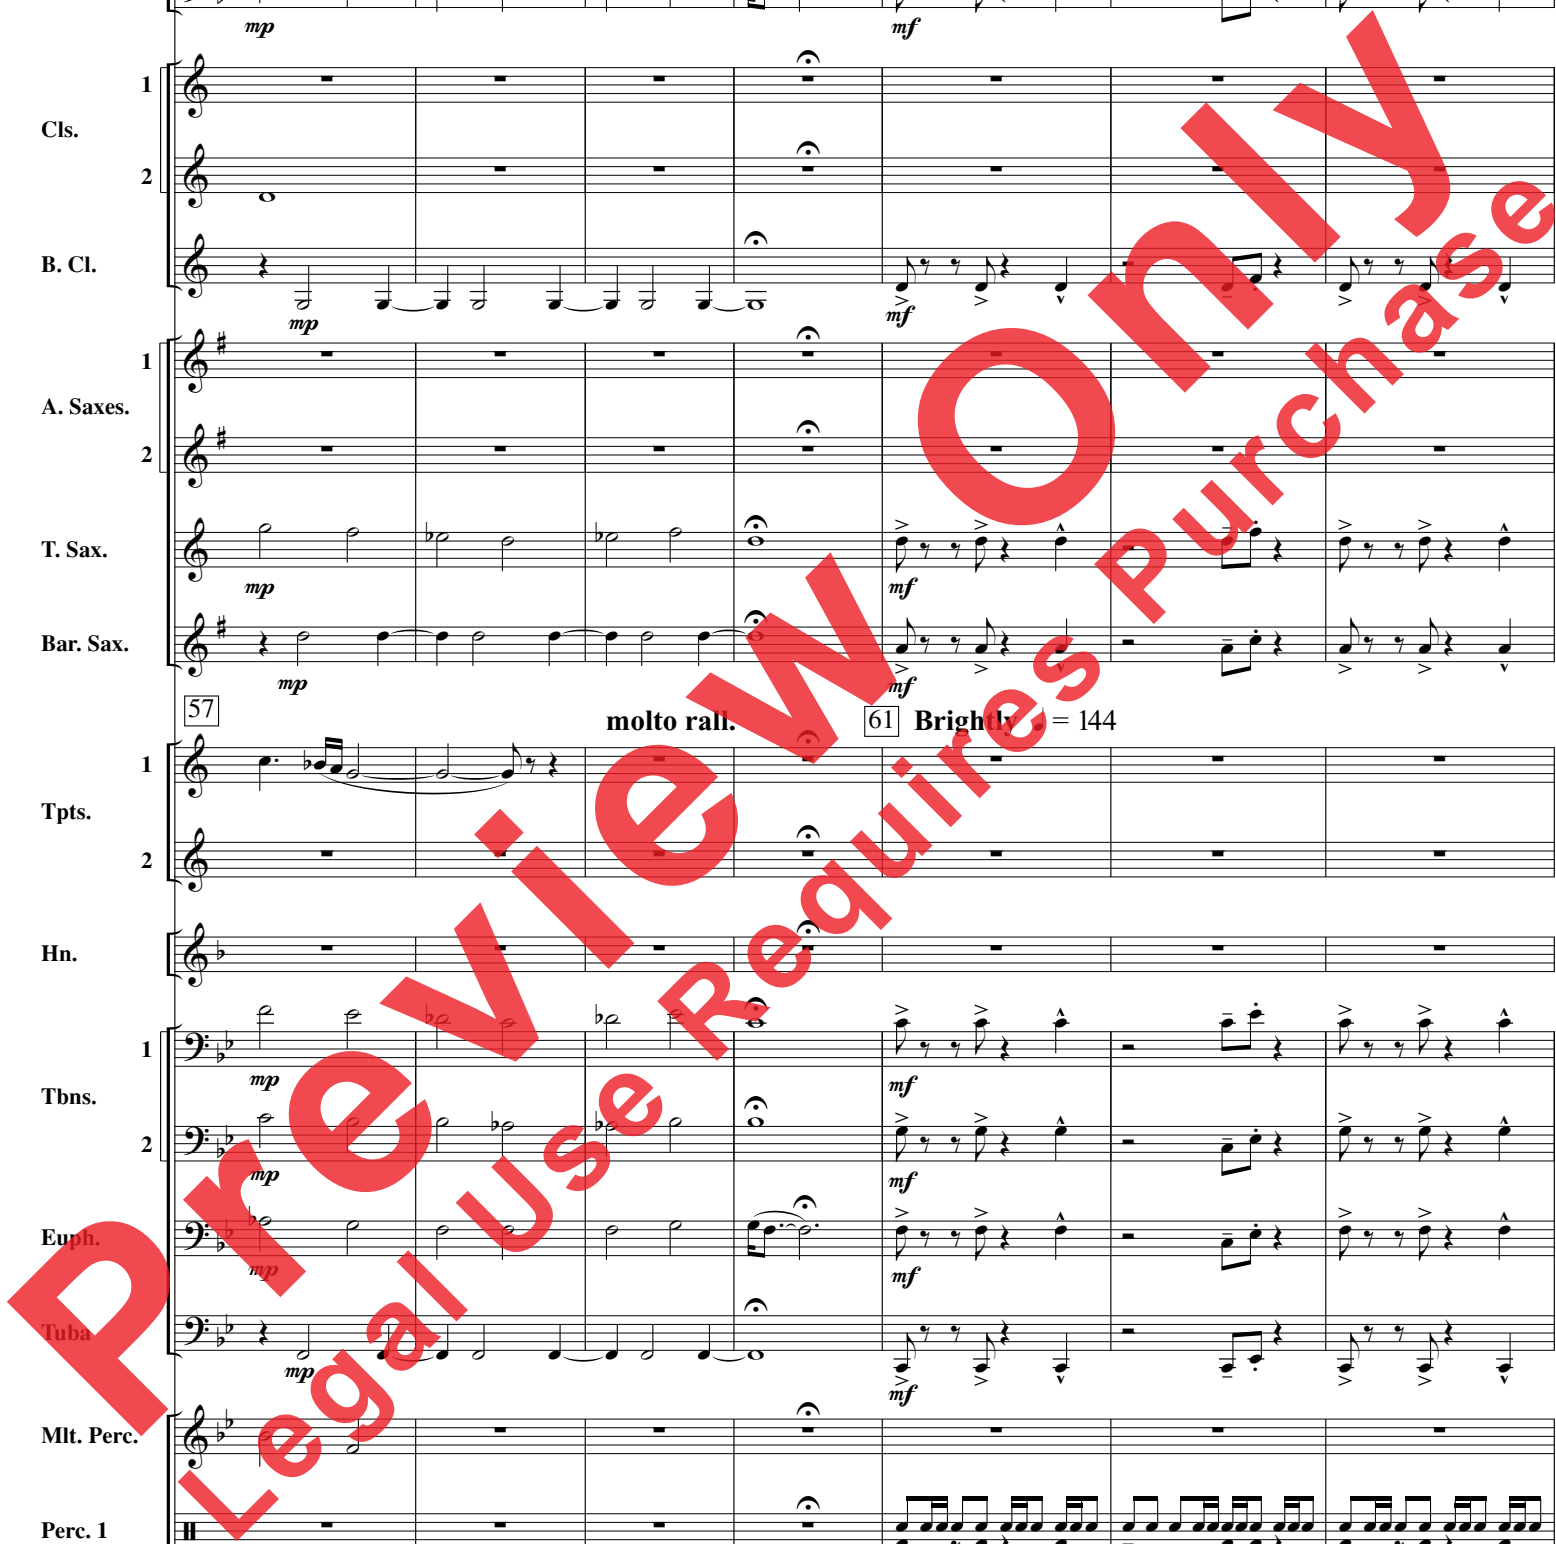 mp mf
1
Cls.
2
B. Cl.
mp mf
1
A. Saxes.
2
T. Sax.
mp mf
Bar. Sax.
mp mf
57 molto rall. 61 Brightly ♩ = 144
1
Tpts.
2
Hn.
1
mp mf
Tbns.
2
mp mf
Euph.
mp mf
Tuba
mp mf
Mlt. Perc.
Perc. 1
Preview Only
Legal Use Requires Purchase